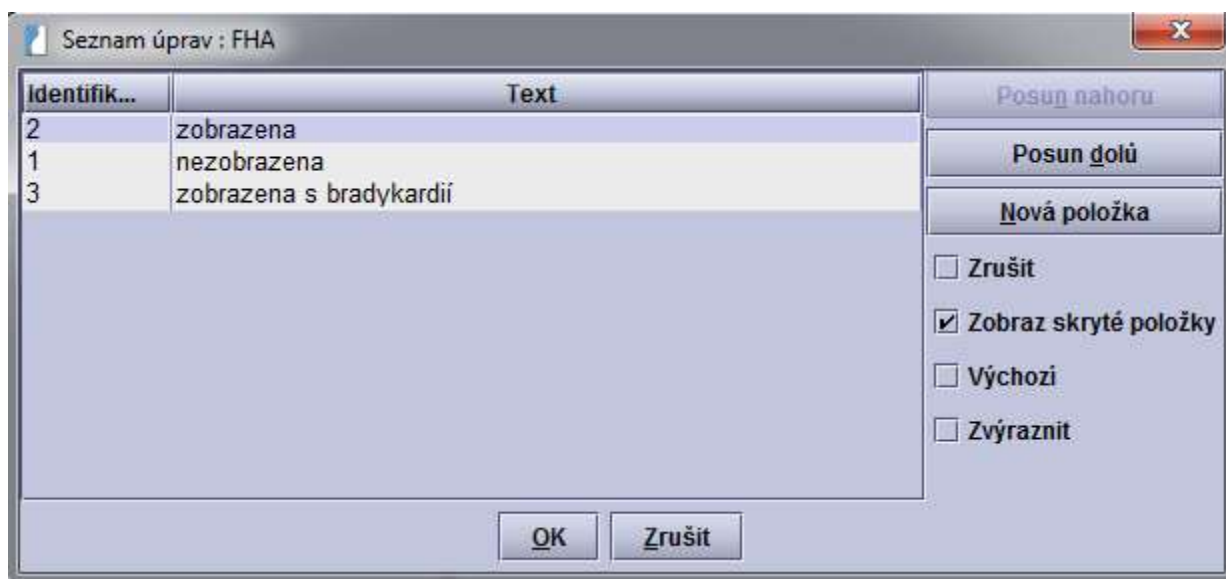 Seznam úprav : FHA
Identifik... Text
2 zobrazena
1 nezobrazena
3 zobrazena s bradykardií
Posun nahoru
Posun dolů
Nová položka
Zrušit
Zobraz skryté položky
Výchozí
Zvýraznit
OK Zrušit